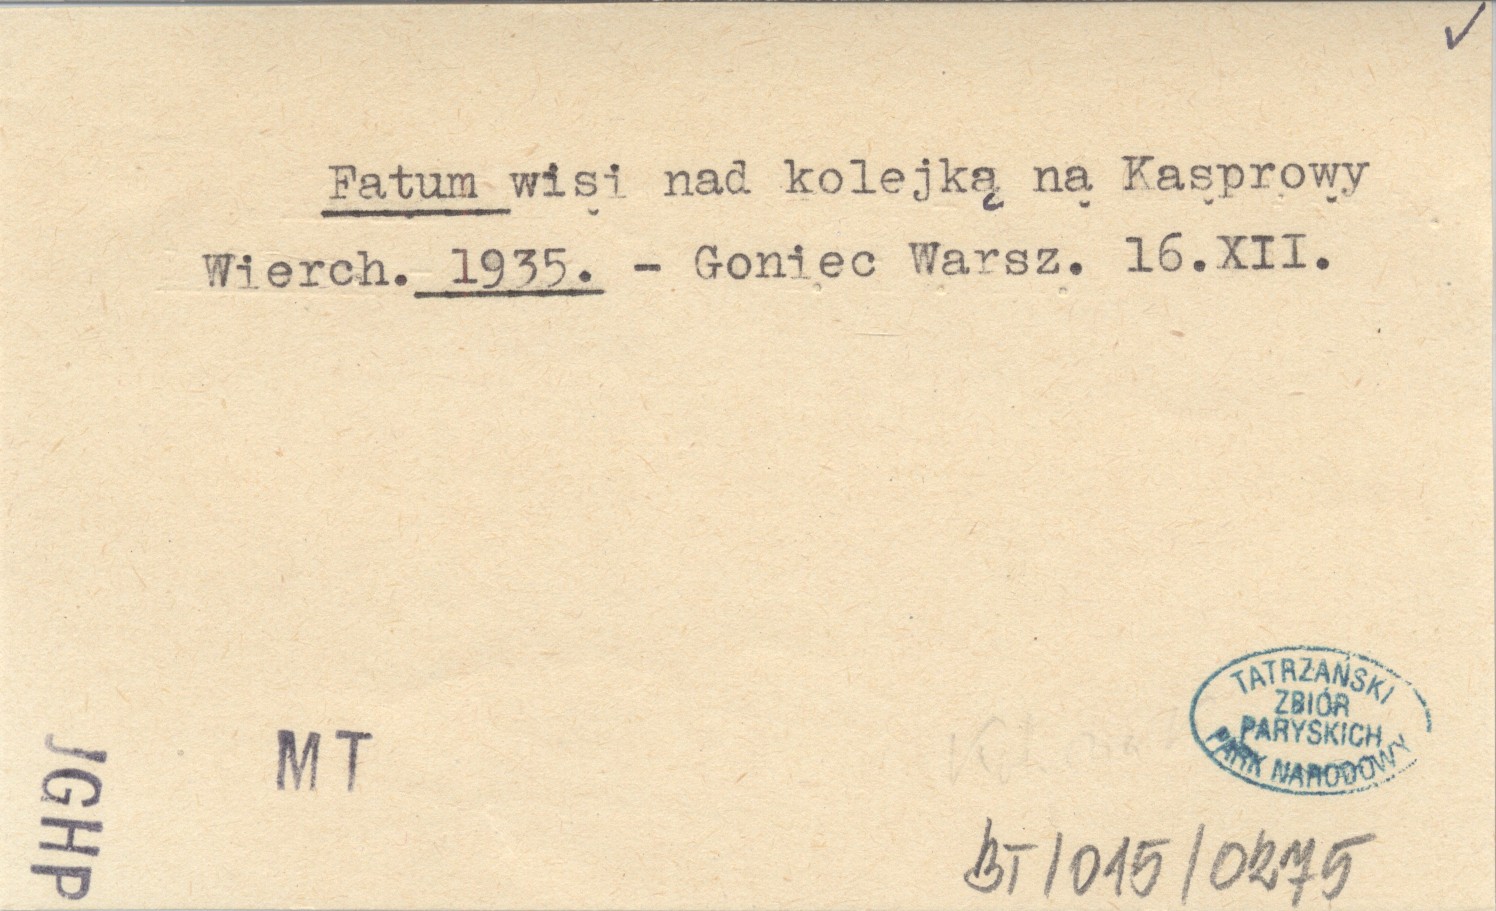 Fatum wisi nad kolejką na Kasprowy
Wierch. 1935. - Goniec Warsz. 16.XII.
TATRZAŃSKI
ZBIÓR
PARYSKICH
PARK NARODOWY
MT
JGHP
BT/015/0275